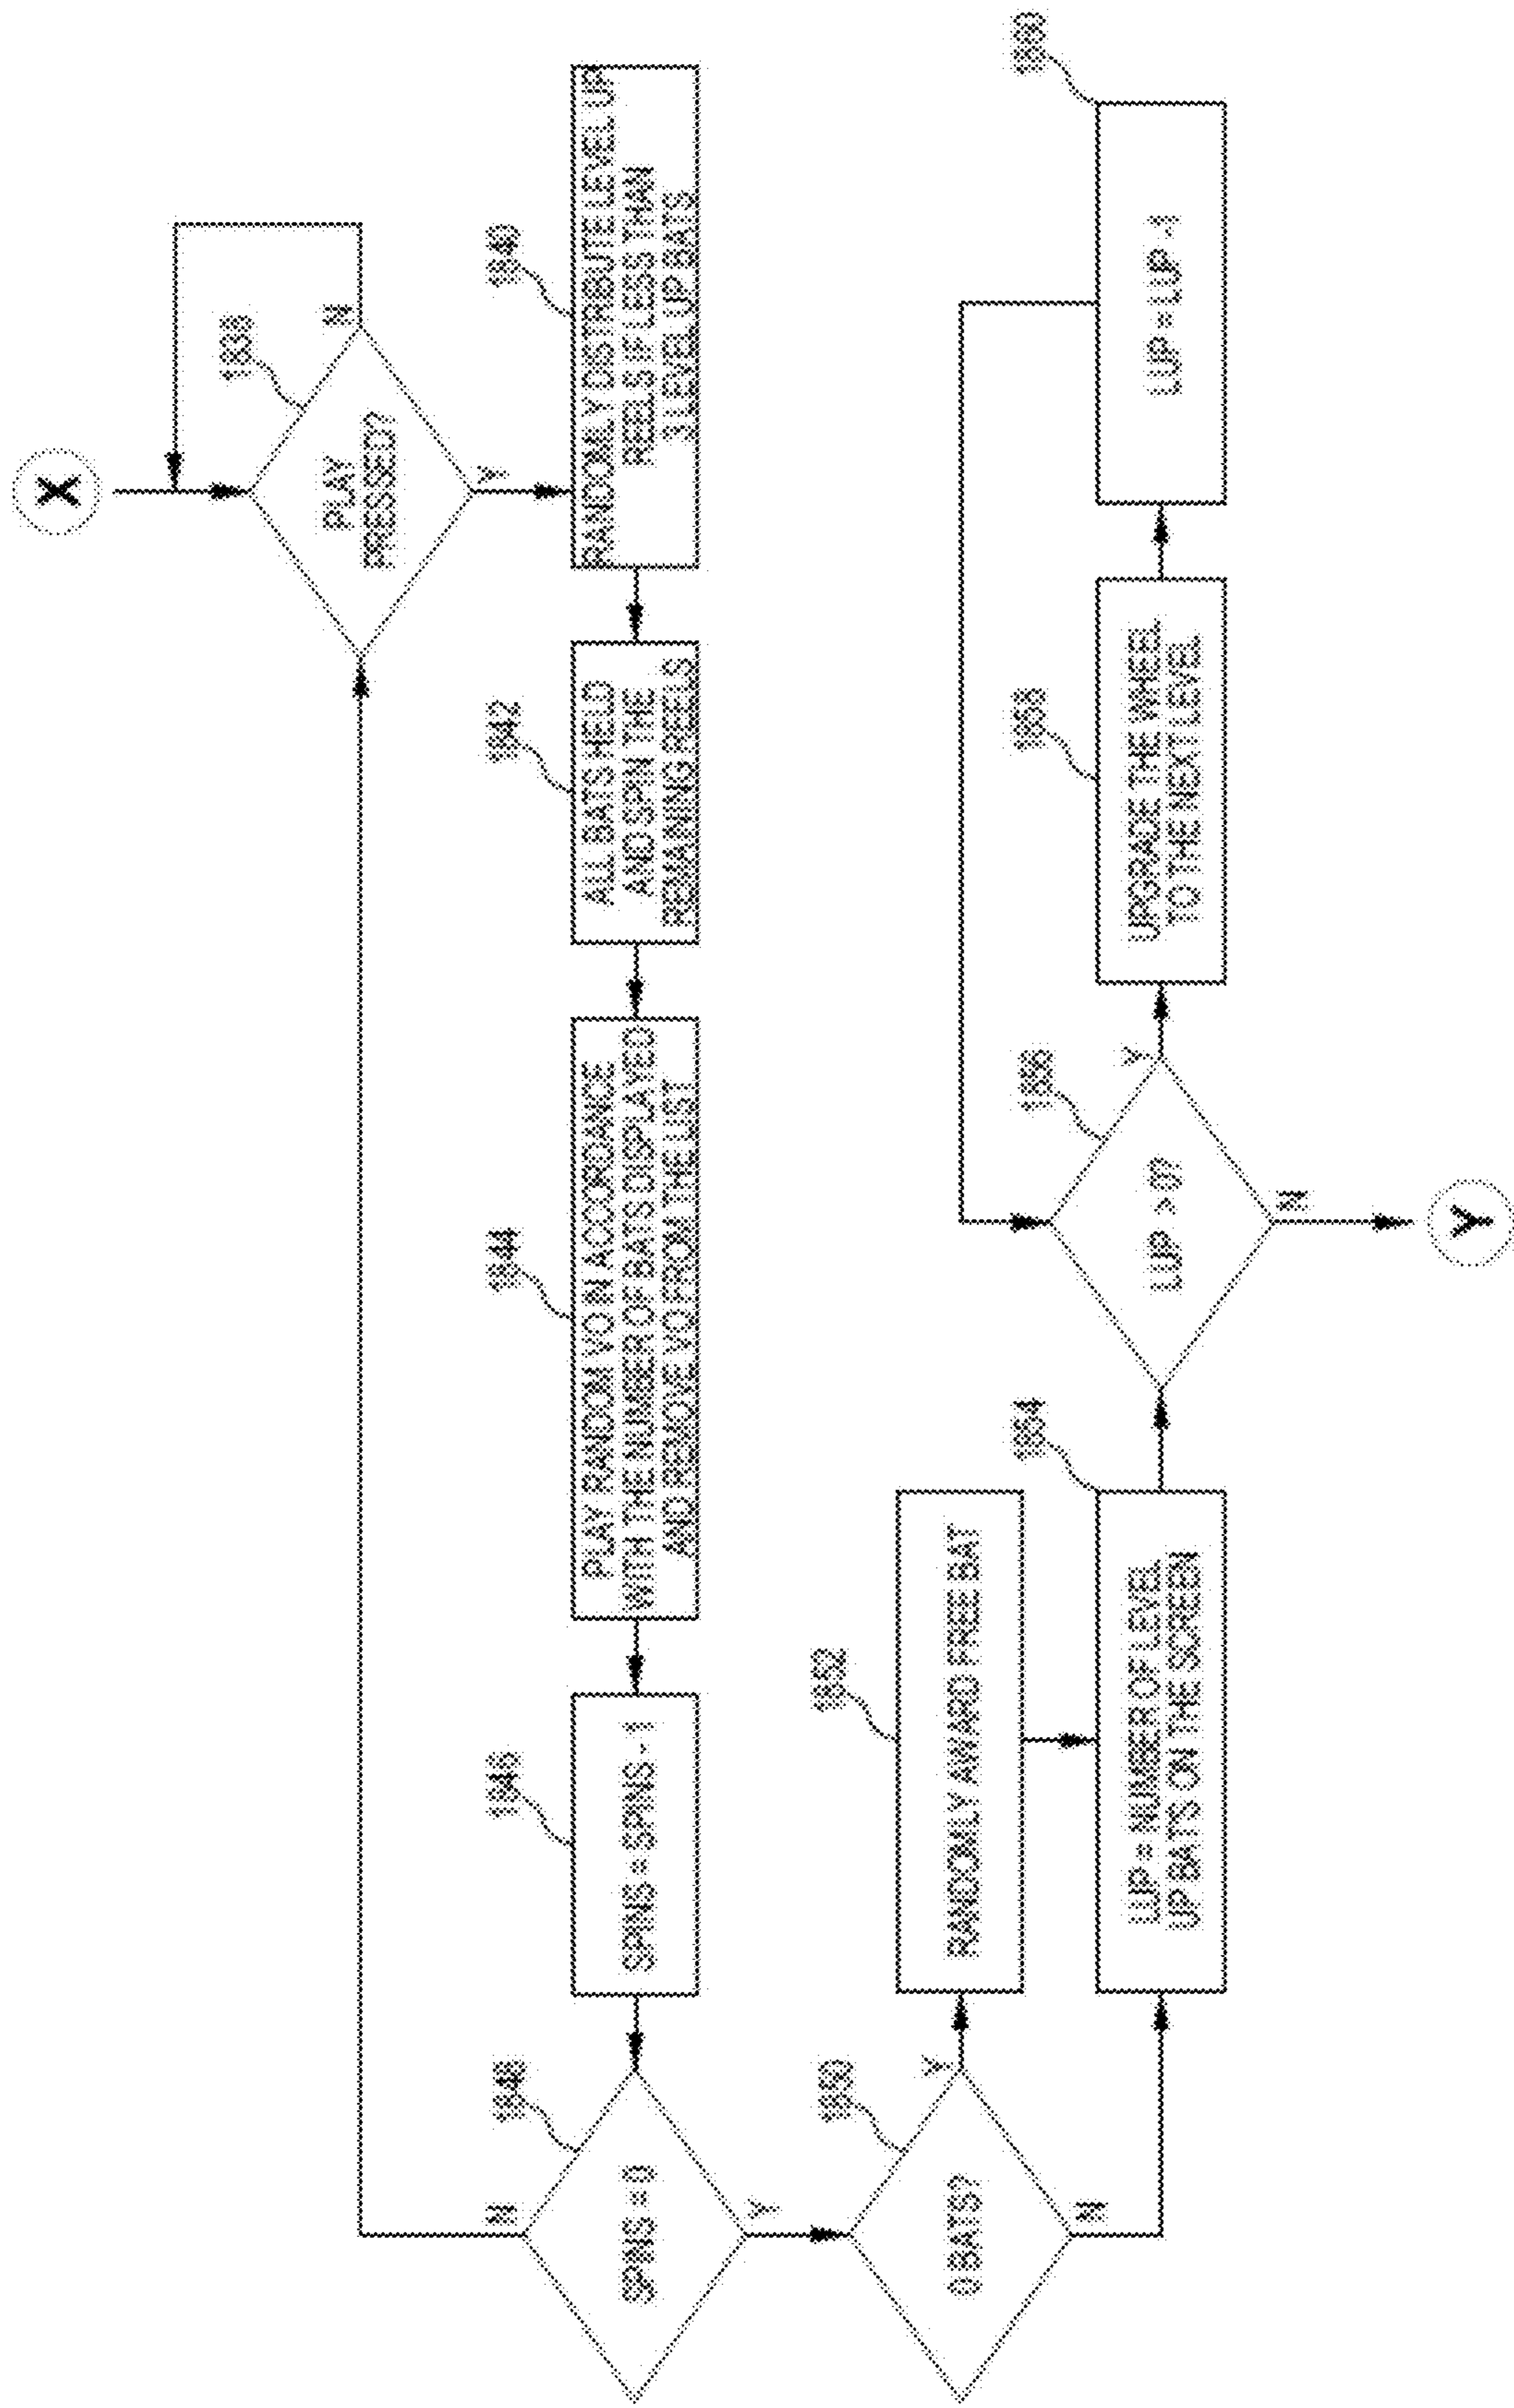 X
1838
PLAY
PRESSED?
N
Y
1840
RANDOMLY DISTRIBUTE LEVEL UP
REELS IF LESS THAN
3 LEVEL UP BATS
1842
ALL BATS HELD
AND SPIN THE
REMAINING REELS
1844
PLAY RANDOM VO IN ACCORDANCE
WITH THE NUMBER OF BATS DISPLAYED
AND REMOVE VO FROM THE LIST
1846
SPINS = SPINS - 1
1848
SPINS = 0
N
Y
1850
0 BATS?
Y
N
1852
RANDOMLY AWARD FREE BAT
1854
LUP = NUMBER OF LEVEL
UP BATS ON THE SCREEN
1856
LUP > 0?
Y
N
1858
UPGRADE THE WHEEL
TO THE NEXT LEVEL
LUP = LUP -1
Y